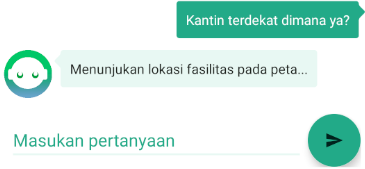 Kantin terdekat dimana ya?
Menunjukan lokasi fasilitas pada peta...
Masukan pertanyaan